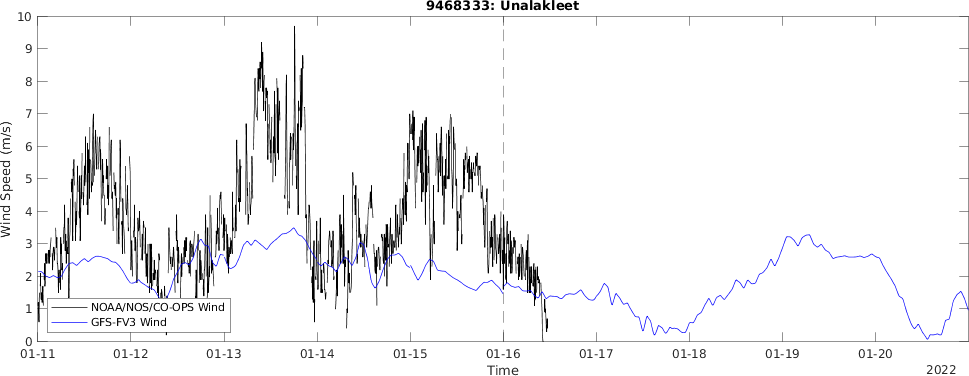 9468333: Unalakleet
10
9
8
7
6
5
4
3
2
1
0
Wind Speed (m/s)
NOAA/NOS/CO-OPS Wind
GFS-FV3 Wind
01-11 01-12 01-13 01-14 01-15 01-16 01-17 01-18 01-19 01-20
Time
2022